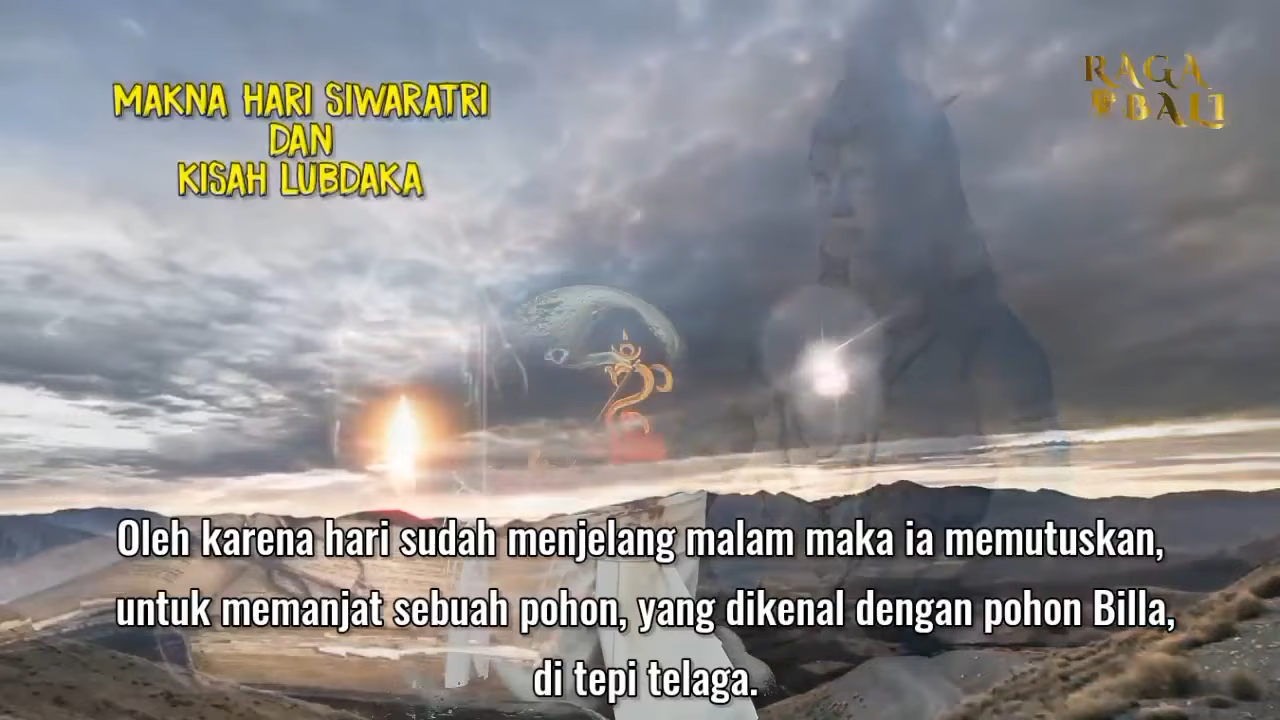 MAKNA HARI SIWARATRI
DAN
KISAH LUBDAKA
RAGA
BALI
Oleh karena hari sudah menjelang malam maka ia memutuskan,
untuk memanjat sebuah pohon, yang dikenal dengan pohon Billa,
di tepi telaga.